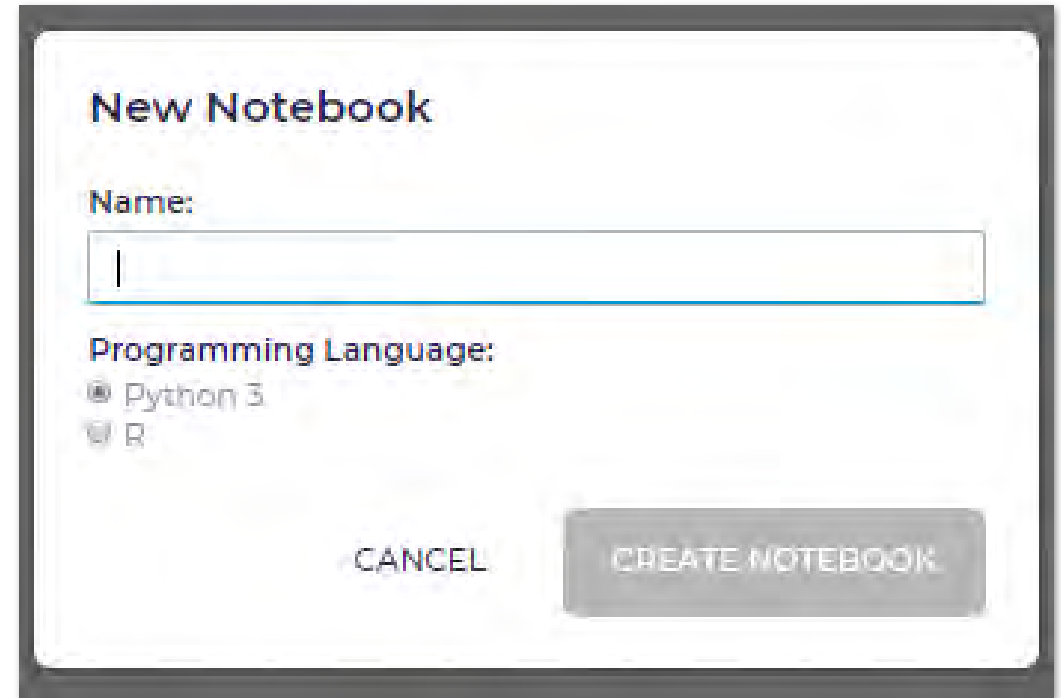 New Notebook
Name:
Programming Language:
Python 3
R
CANCEL
CREATE NOTEBOOK